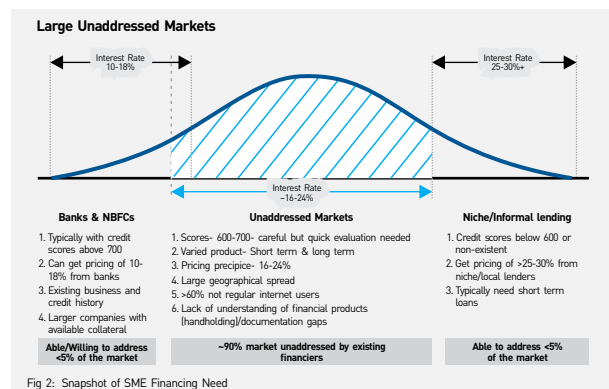 Large Unaddressed Markets
Interest Rate
10-18%
Interest Rate
25-30%+
Interest Rate
~16-24%
Banks & NBFCs
1. Typically with credit
scores above 700
2. Can get pricing of 10-
18% from banks
3. Existing business and
credit history
4. Larger companies with
available collateral
Able/Willing to address
<5% of the market
Unaddressed Markets
1. Scores- 600-700- careful but quick evaluation needed
2. Varied product- Short term & long term
3. Pricing precipice- 16-24%
4. Large geographical spread
5. >60% not regular internet users
6. Lack of understanding of financial products
(handholding)/documentation gaps
~90% market unaddressed by existing
financiers
Niche/Informal lending
1. Credit scores below 600 or
non-existent
2. Get pricing of >25-30% from
niche/local lenders
3. Typically need short term
loans
Able to address <5%
of the market
Fig 2: Snapshot of SME Financing Need